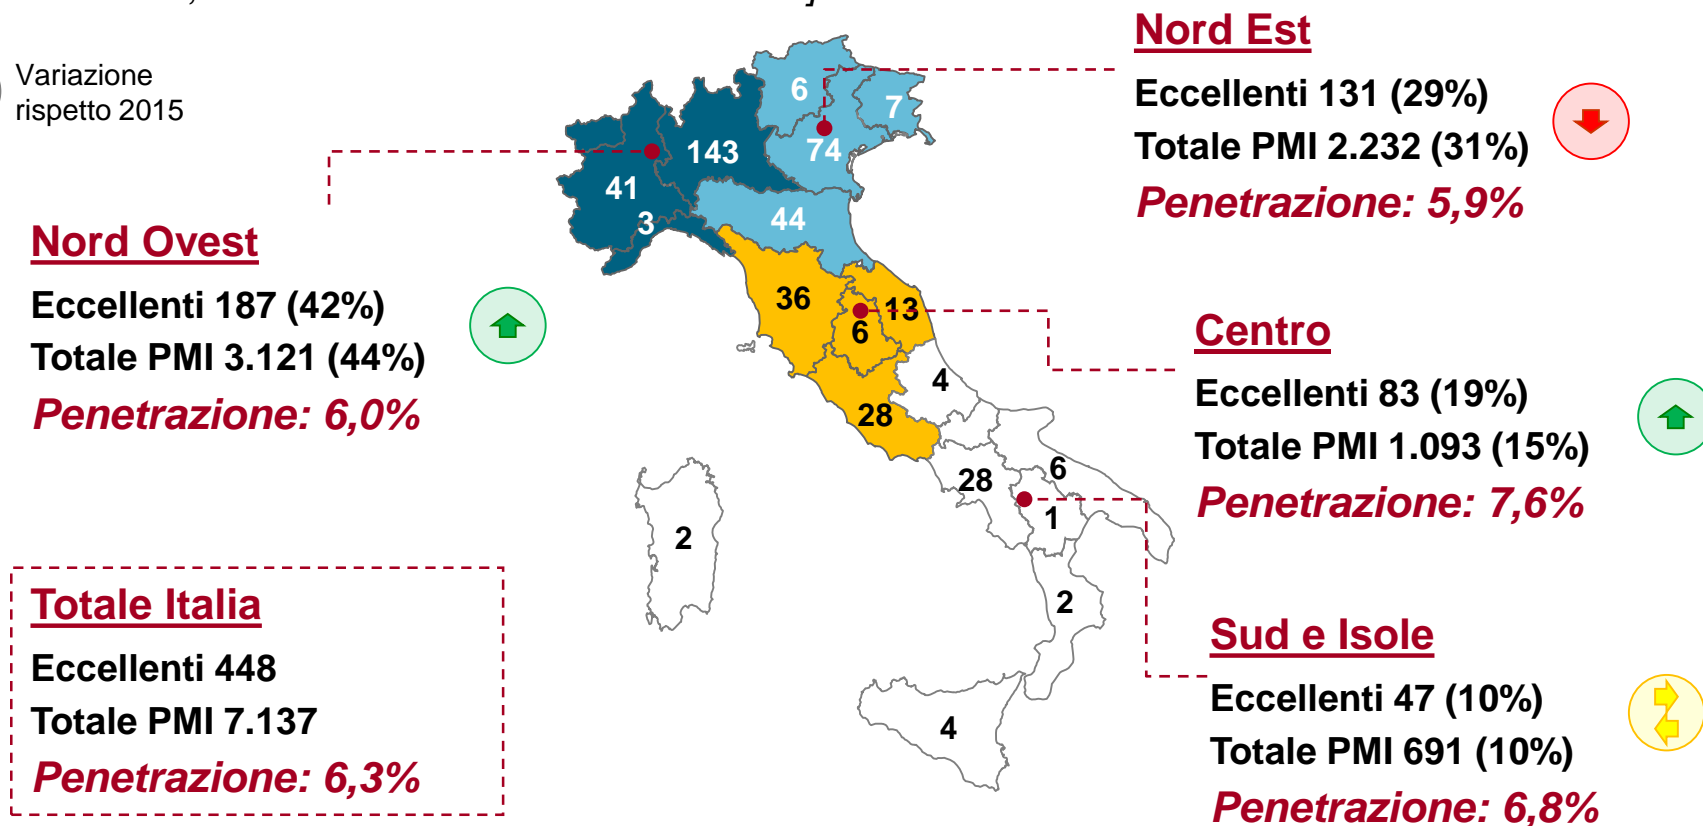 Variazione
rispetto 2015
Nord Est
Eccellenti 131 (29%)
Totale PMI 2.232 (31%)
Penetrazione: 5,9%
Nord Ovest
Eccellenti 187 (42%)
Totale PMI 3.121 (44%)
Penetrazione: 6,0%
Centro
Eccellenti 83 (19%)
Totale PMI 1.093 (15%)
Penetrazione: 7,6%
Totale Italia
Eccellenti 448
Totale PMI 7.137
Penetrazione: 6,3%
Sud e Isole
Eccellenti 47 (10%)
Totale PMI 691 (10%)
Penetrazione: 6,8%
6
7
143
74
41
3
44
36
13
6
4
28
28
6
1
2
2
4